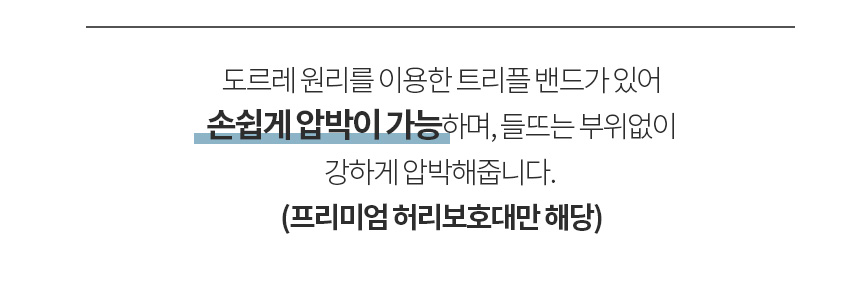 도르레 원리를 이용한 트리플 밴드가 있어
손쉽게 압박이 가능하며, 들뜨는 부위없이
강하게 압박해줍니다.
(프리미엄 허리보호대만 해당)